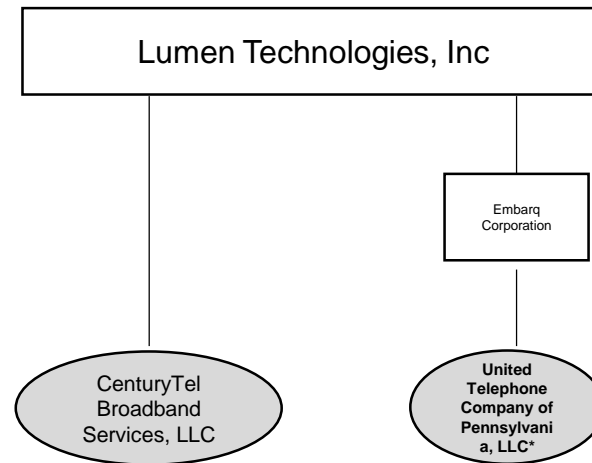 Lumen Technologies, Inc
Embarq
Corporation
CenturyTel
Broadband
Services, LLC
United
Telephone
Company of
Pennsylvani
a, LLC*